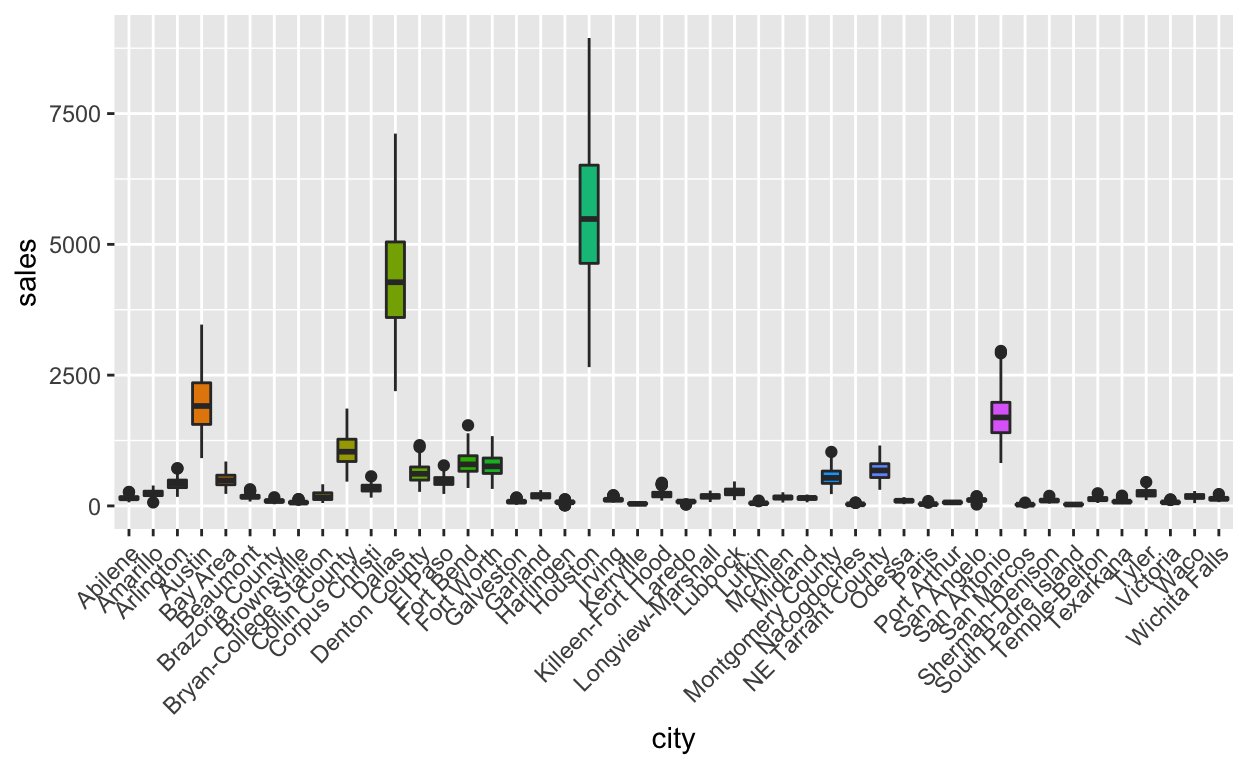 7500
5000
2500
0
sales
Abilene
Amarillo
Arlington
Austin
Bay Area
Beaumont
Brazoria County
Brownsville
Bryan-College Station
Collin County
Corpus Christi
Dallas
Denton County
El Paso
Fort Bend
Fort Worth
Galveston
Garland
Harlingen
Houston
Irving
Kerrville
Killeen-Fort Hood
Laredo
Longview-Marshall
Lubbock
Lufkin
McAllen
Midland
Montgomery County
Nacogdoches
NE Tarrant County
Odessa
Paris
Port Arthur
San Angelo
San Antonio
San Marcos
Sherman-Denison
South Padre Island
Temple-Belton
Texarkana
Tyler
Victoria
Waco
Wichita Falls
city